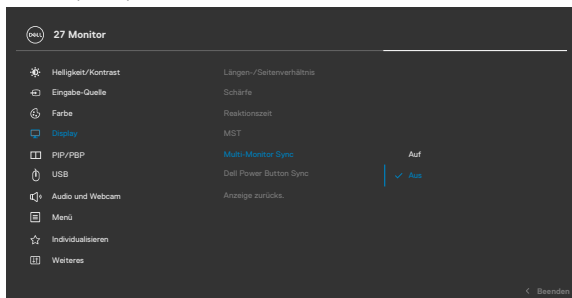 DELL 27 Monitor
Helligkeit/Kontrast
Eingabe-Quelle
Farbe
Display
PIP/PBP
USB
Audio und Webcam
Menü
Individualisieren
Weiteres
Längen-/Seitenverhältnis
Schärfe
Reaktionszeit
MST
Multi-Monitor Sync
Dell Power Button Sync
Anzeige zurücks.
Auf
Aus
Beenden